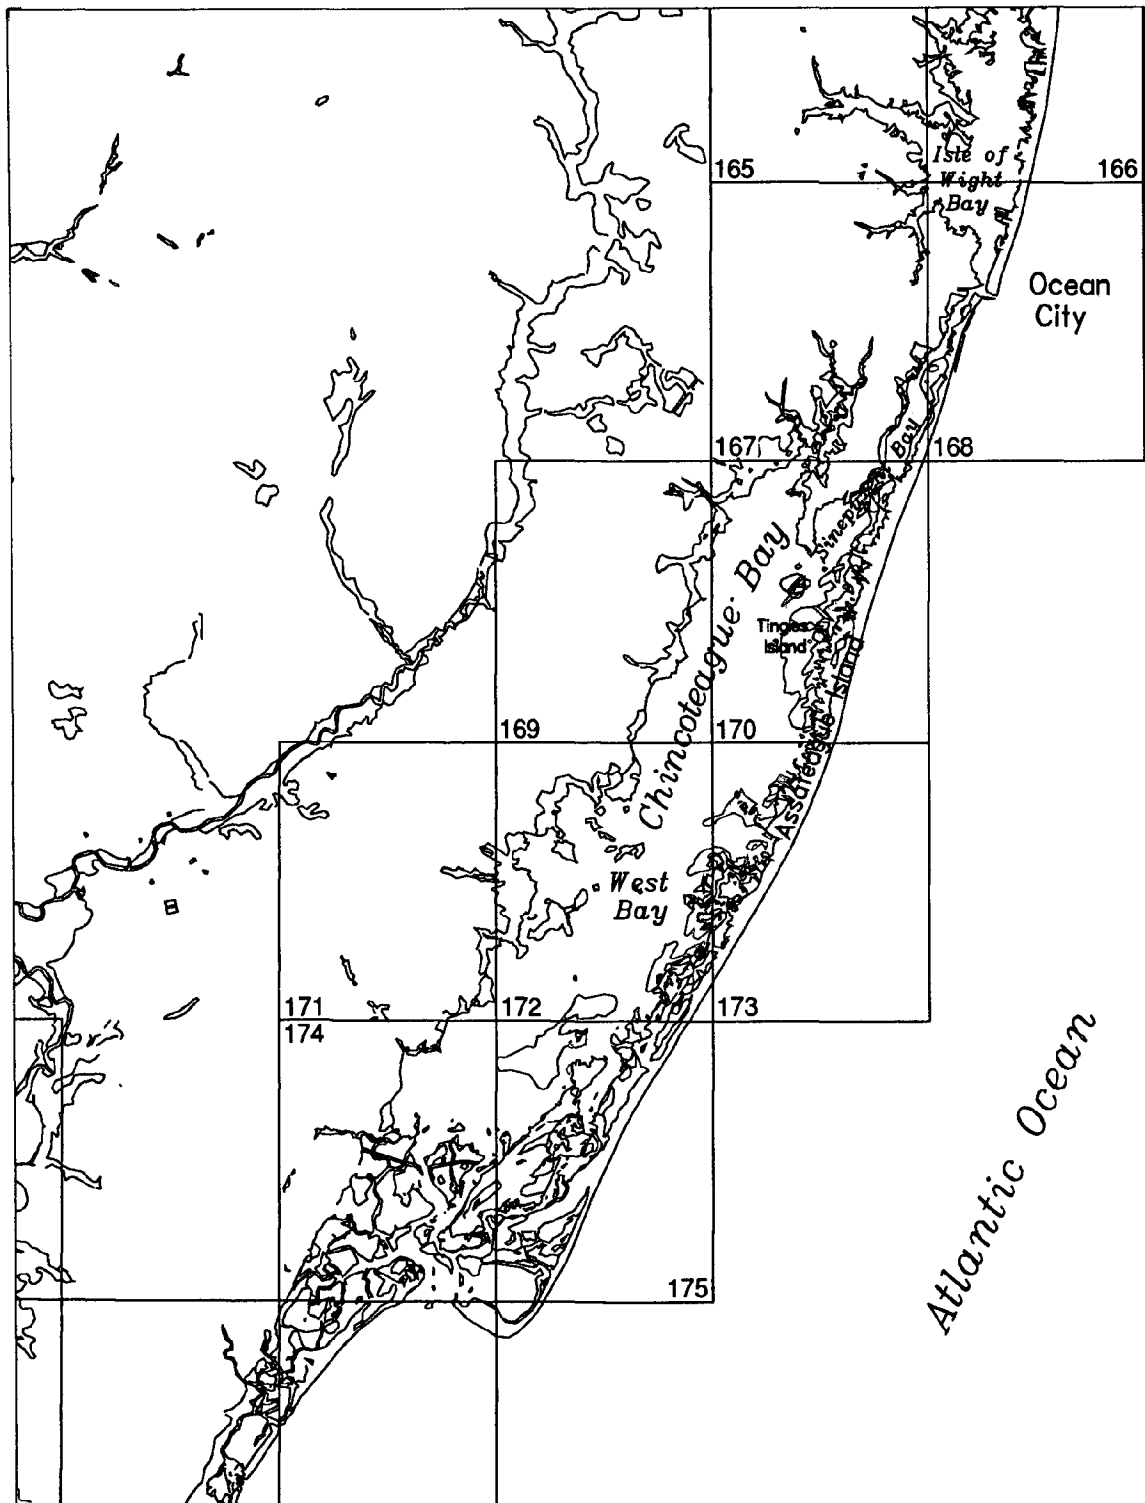 165
Isle of
Wight
Bay
166
Ocean
City
Bay
167
168
Sinepuxent
Chincoteague Bay
Tingles
Island
Assateague Island
169
170
West
Bay
171
172
173
174
Atlantic Ocean
175